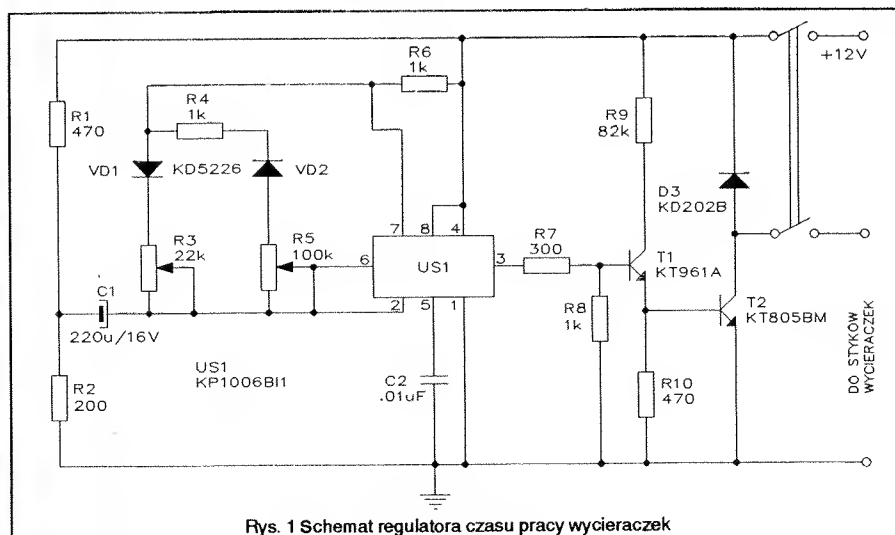 R6
1k
R4
1k
R1
470
R9
82k
+12V
VD1
KD5226
VD2
D3
KD202B
7
8
4
R3
22k
R5
100k
R7
300
6
US1
3
T1
KT961A
C1
R8
1k
T2
KT805BM
2
5
1
220u/16V
US1
KP1006BI1
R2
200
C2
.01uF
R10
470
DO STYKÓW
WYCIERACZEK
Rys. 1 Schemat regulatora czasu pracy wycieraczek